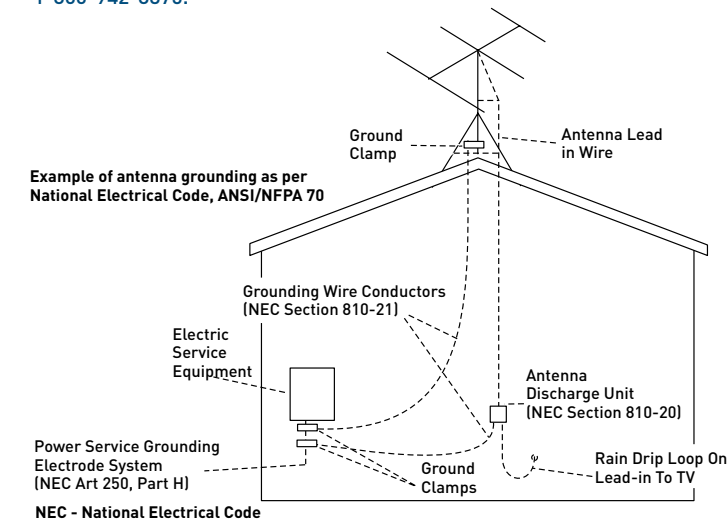 Ground
Clamp
Antenna Lead
in Wire
Example of antenna grounding as per
National Electrical Code, ANSI/NFPA 70
Grounding Wire Conductors
(NEC Section 810-21)
Electric
Service
Equipment
Antenna
Discharge Unit
(NEC Section 810-20)
Power Service Grounding
Electrode System
(NEC Art 250, Part H)
Ground
Clamps
Rain Drip Loop On
Lead-in To TV
NEC - National Electrical Code